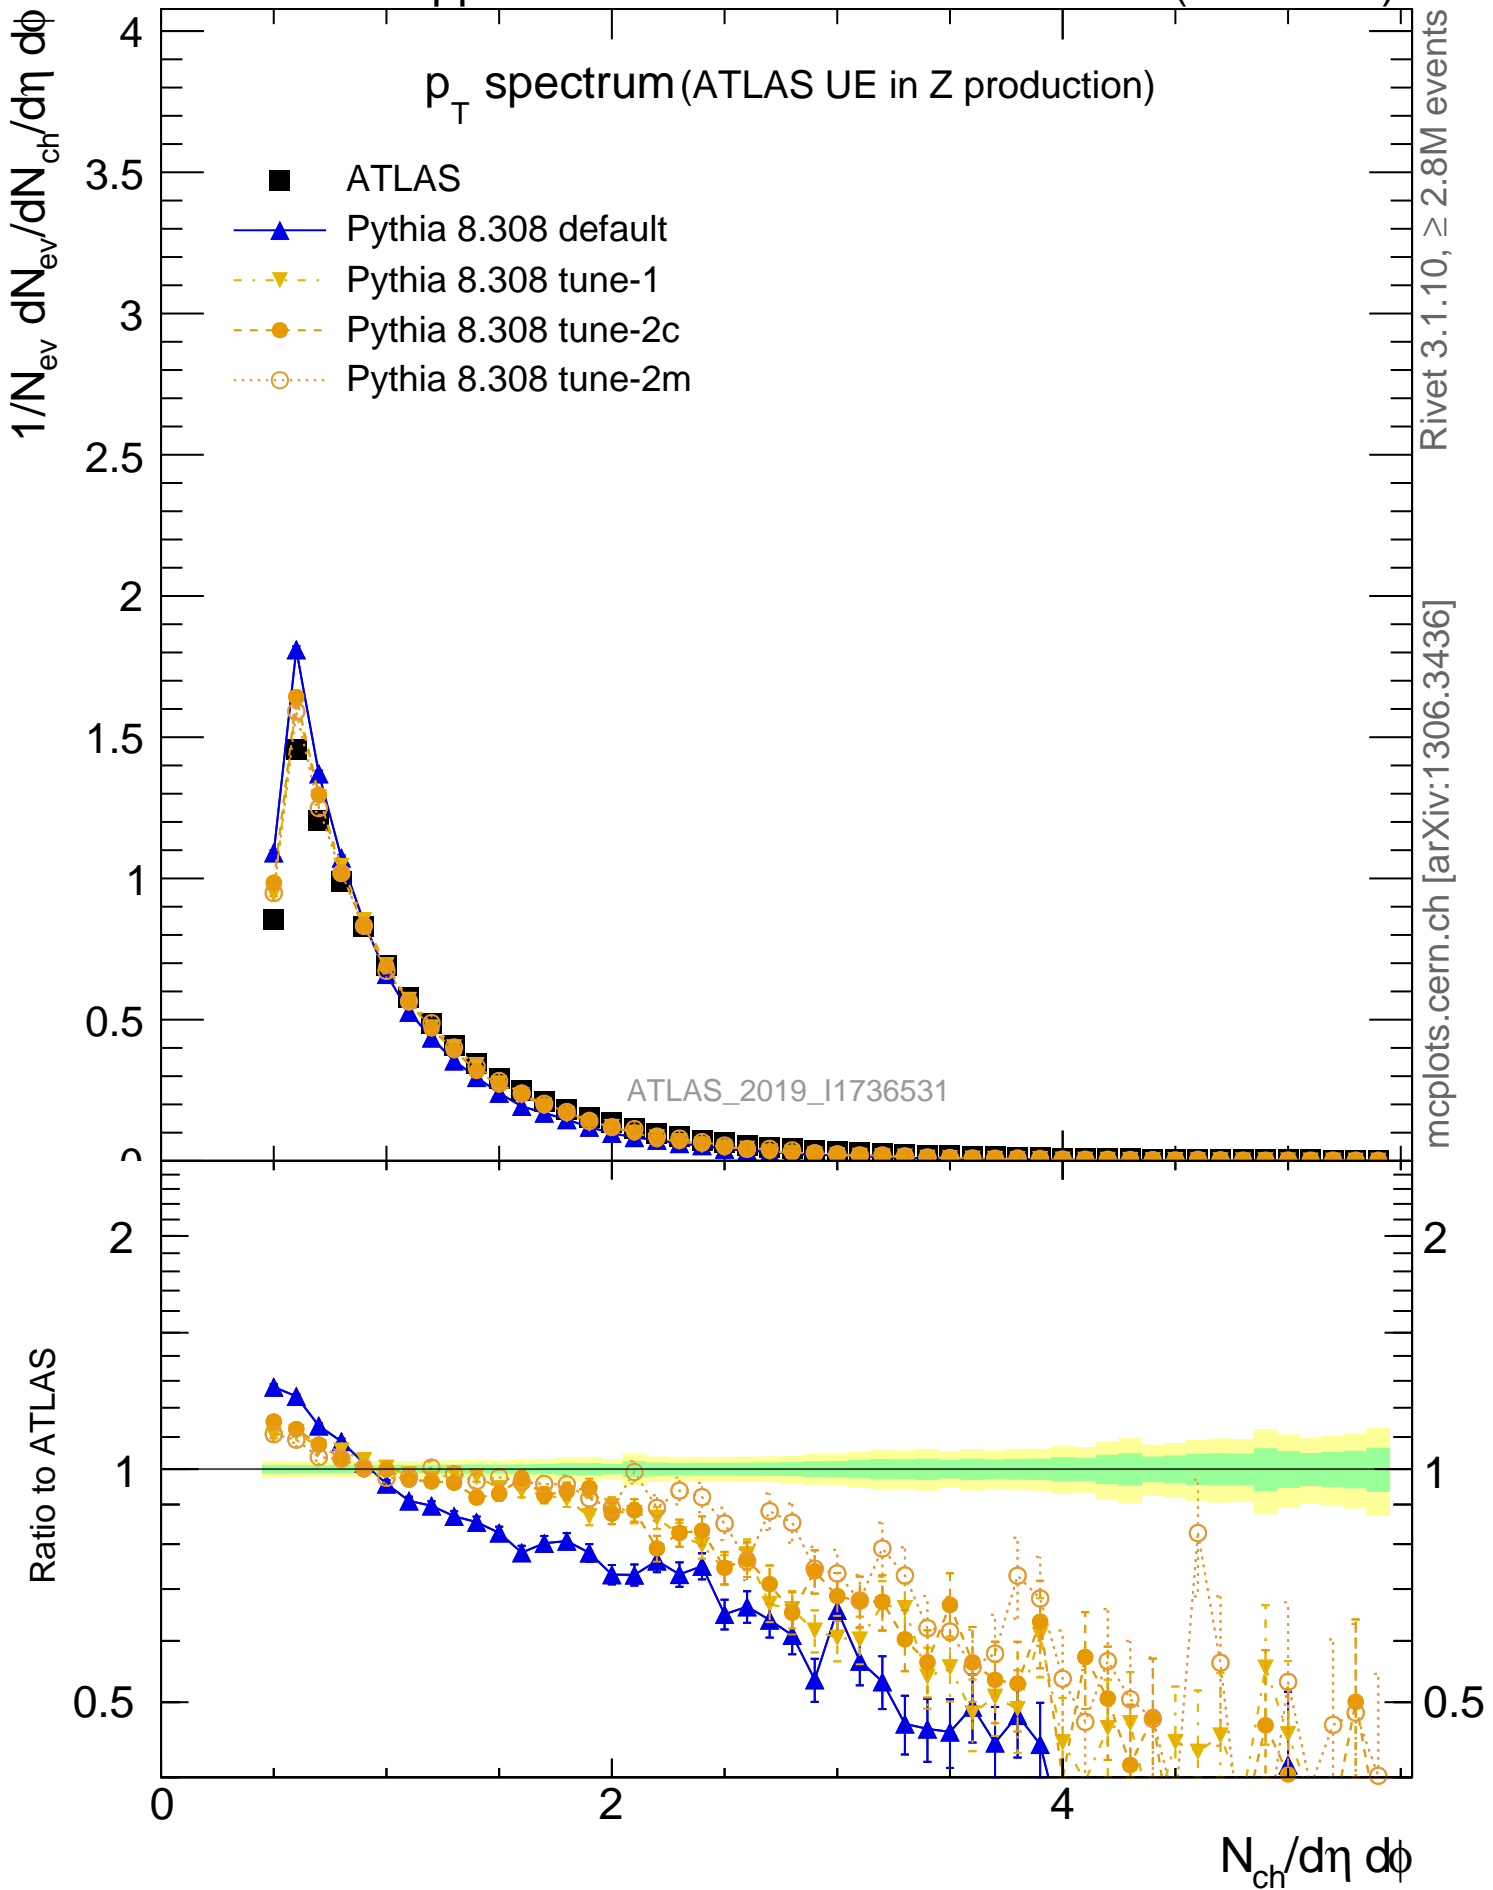 pp
p_T spectrum (ATLAS UE in Z production)
1/N_ev dN_ev/dN_ch/dη dϕ
ATLAS
Pythia 8.308 default
Pythia 8.308 tune-1
Pythia 8.308 tune-2c
Pythia 8.308 tune-2m
4
3.5
3
2.5
2
1.5
1
0.5
0
ATLAS_2019_I1736531
Rivet 3.1.10, ≥ 2.8M events
mcplots.cern.ch [arXiv:1306.3436]
Ratio to ATLAS
2
1
0.5
2
1
0.5
0 2 4
N_ch/dη dϕ